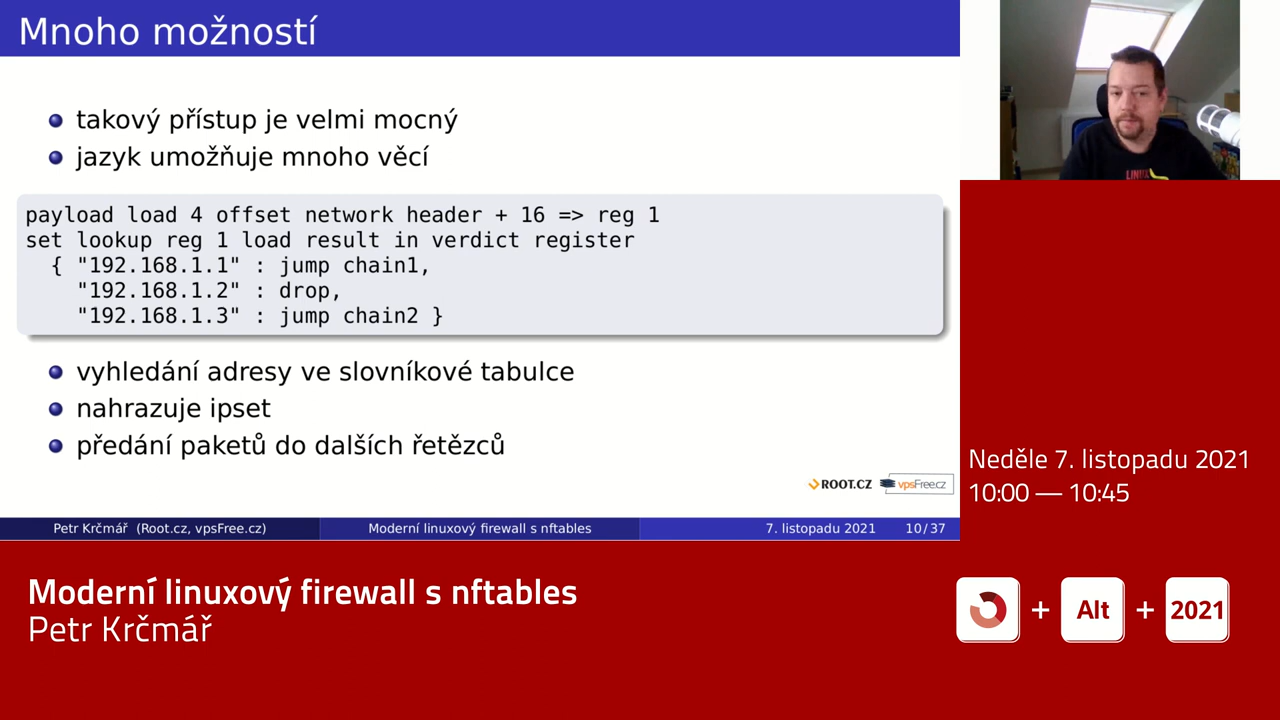 Mnoho možností
takový přístup je velmi mocný
jazyk umožňuje mnoho věcí
payload load 4 offset network header + 16 => reg 1
set lookup reg 1 load result in verdict register
{ "192.168.1.1" : jump chain1,
"192.168.1.2" : drop,
"192.168.1.3" : jump chain2 }
vyhledání adresy ve slovníkové tabulce
nahrazuje ipset
předání paketů do dalších řetězců
ROOT.CZ vpsFree.cz
Petr Krčmář (Root.cz, vpsFree.cz) Moderní linuxový firewall s nftables 7. listopadu 2021 10/37
LINUX
Neděle 7. listopadu 2021
10:00 — 10:45
Moderní linuxový firewall s nftables
Petr Krčmář
+ Alt + 2021